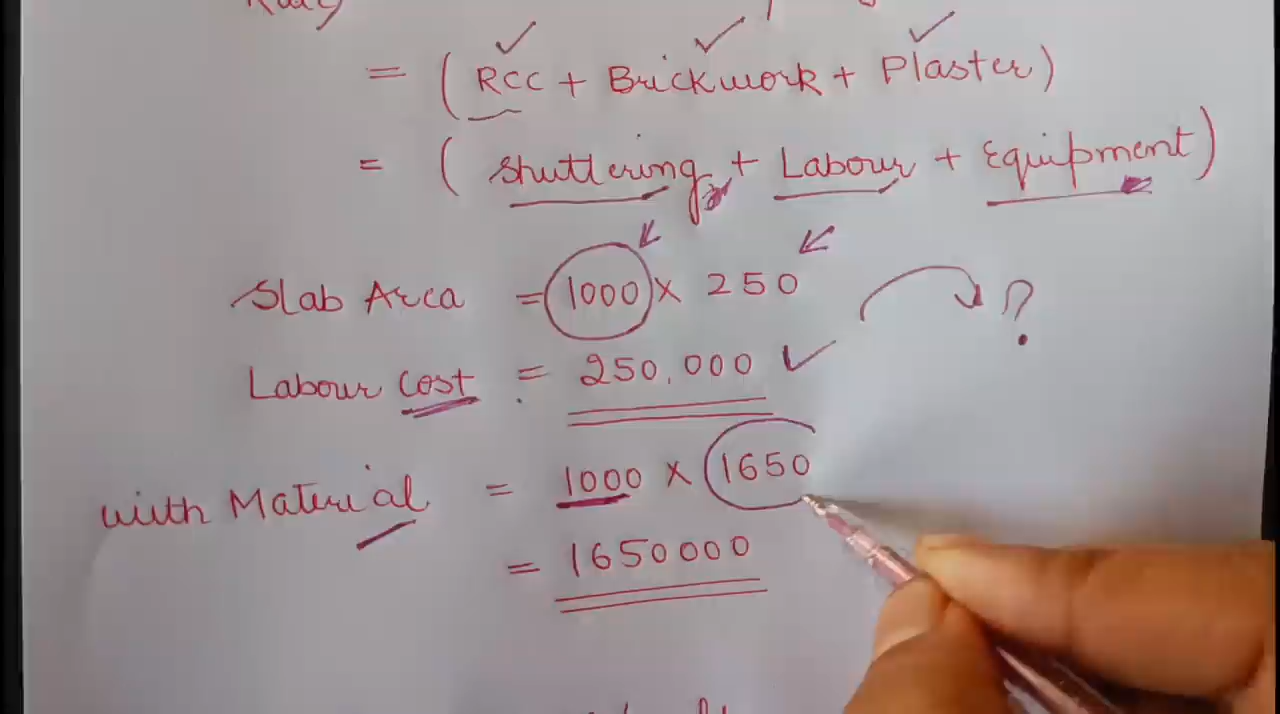 = (RCC + Brickwork + Plaster)
= (Shuttering + Labour + Equipment)
Slab Area = 1000 x 250
?
Labour Cost = 250,000
with Material = 1000 x 1650
= 1650000